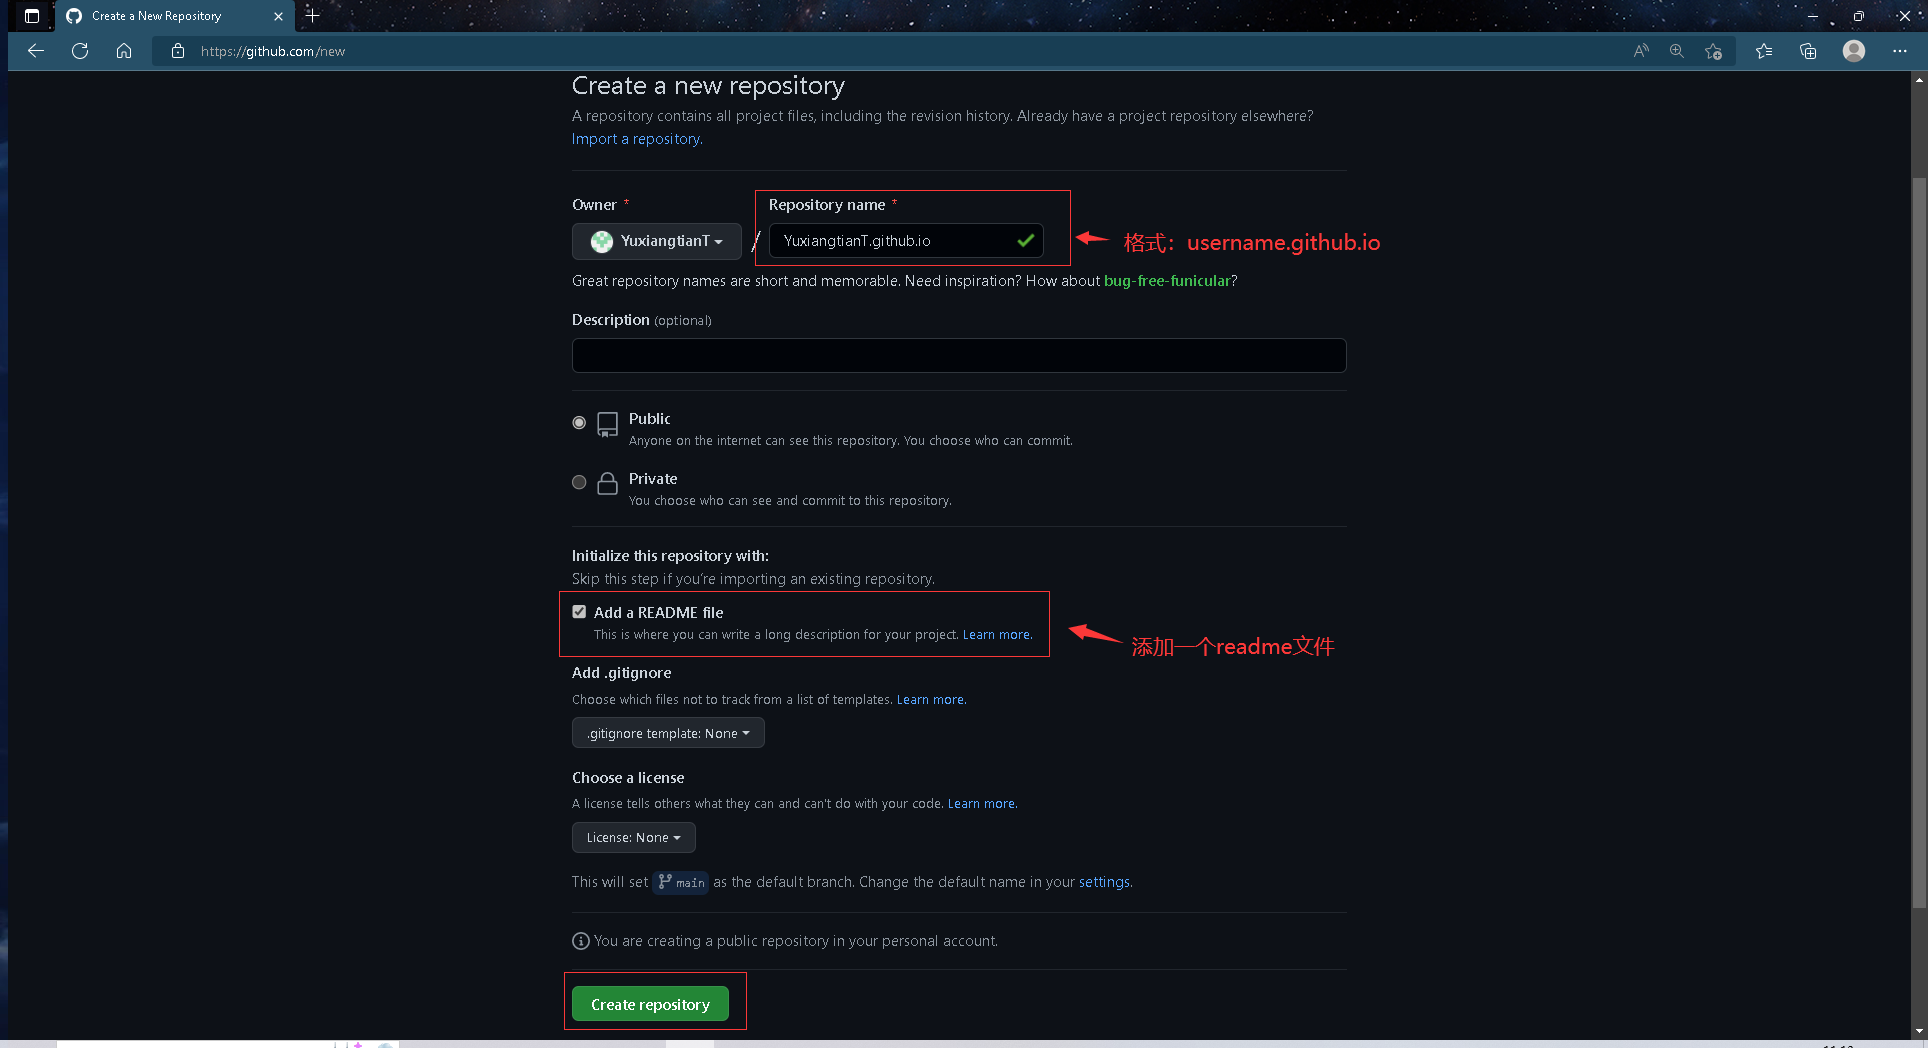 Create a New Repository
https://github.com/new
Create a new repository
A repository contains all project files, including the revision history. Already have a project repository elsewhere?
Import a repository.
Owner *
Repository name *
YuxiangtianT
/
YuxiangtianT.github.io
格式：username.github.io
Great repository names are short and memorable. Need inspiration? How about bug-free-funicular?
Description (optional)
Public
Anyone on the internet can see this repository. You choose who can commit.
Private
You choose who can see and commit to this repository.
Initialize this repository with:
Skip this step if you're importing an existing repository.
Add a README file
This is where you can write a long description for your project. Learn more.
添加一个readme文件
Add .gitignore
Choose which files not to track from a list of templates. Learn more.
.gitignore template: None
Choose a license
A license tells others what they can and can't do with your code. Learn more.
License: None
This will set main as the default branch. Change the default name in your settings.
You are creating a public repository in your personal account.
Create repository